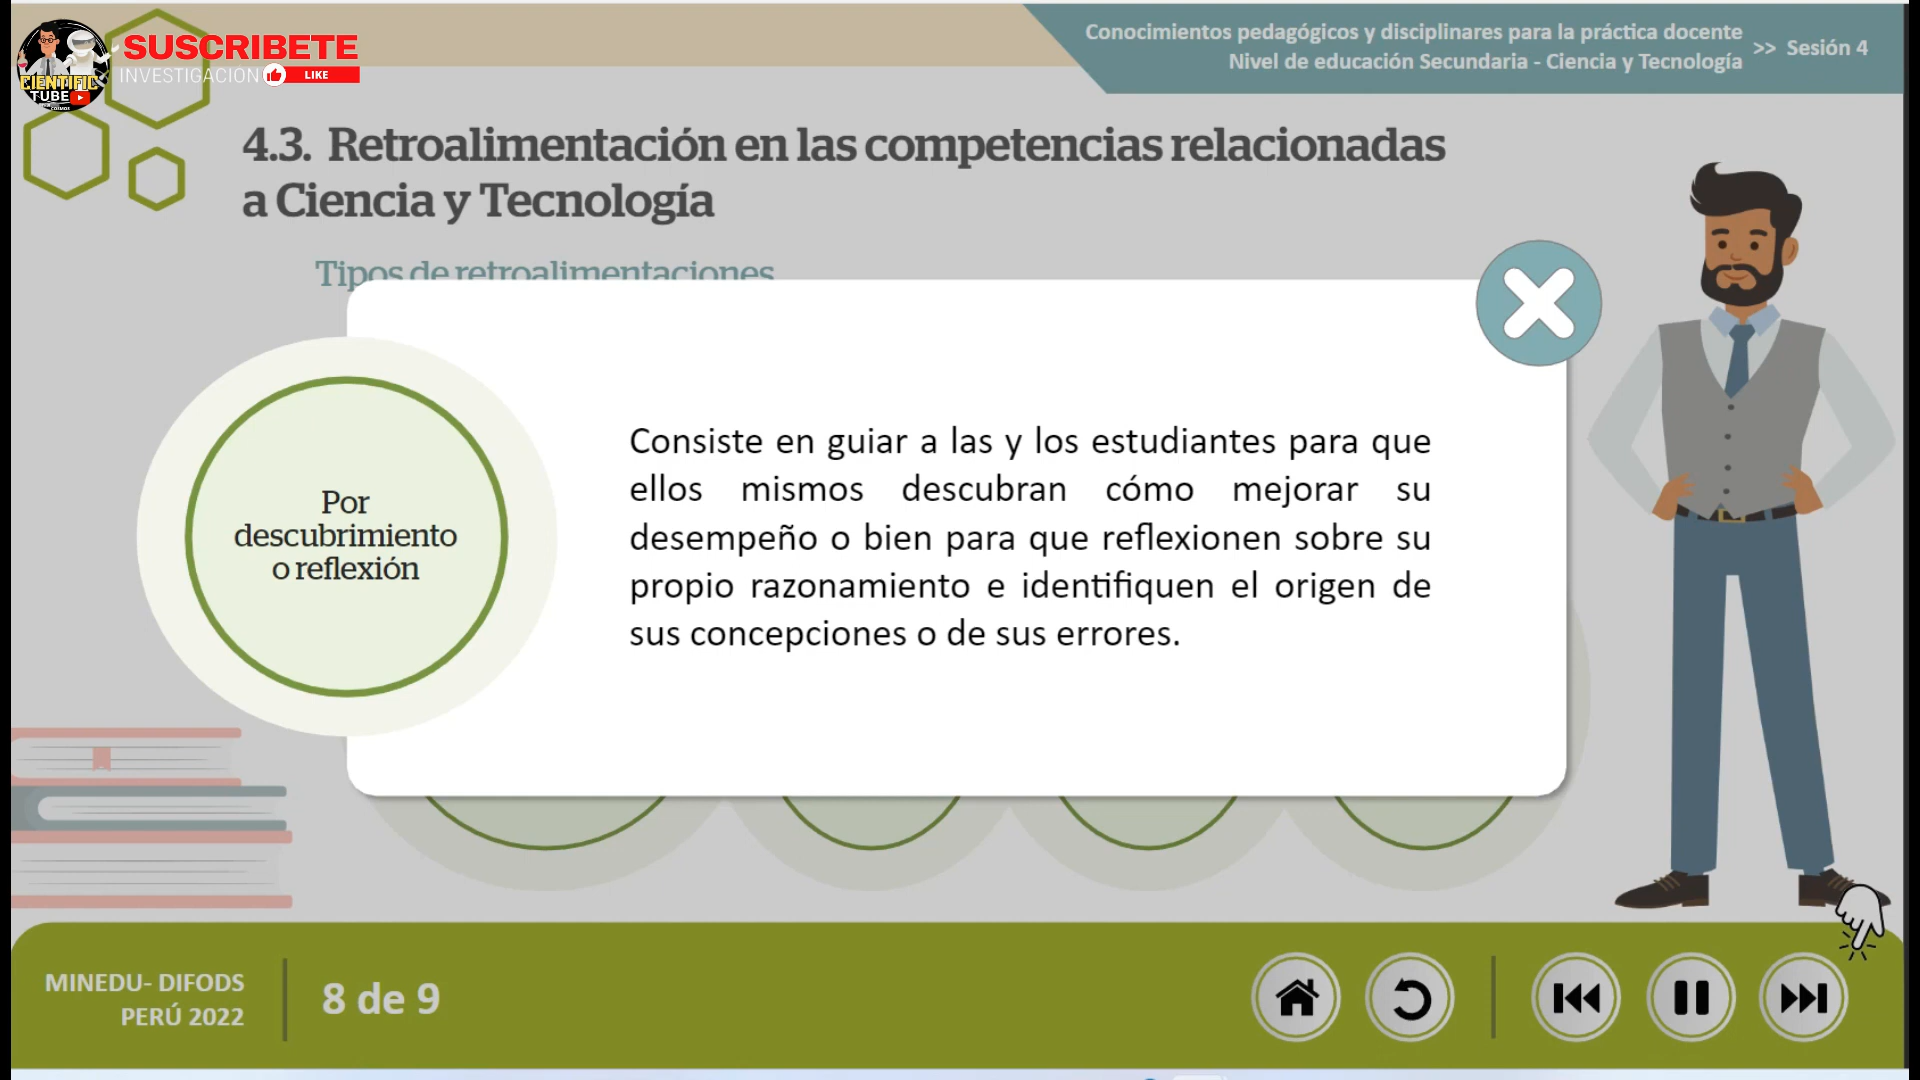 SUSCRIBETE
INVESTIGACION
LIKE
CIENTIFIC
TUBE
Conocimientos pedagógicos y disciplinares para la práctica docente
Nivel de educación Secundaria - Ciencia y Tecnología
>> Sesión 4
4.3. Retroalimentación en las competencias relacionadas
a Ciencia y Tecnología
Tipos de retroalimentaciones
Por
descubrimiento
o reflexión
Consiste en guiar a las y los estudiantes para que
ellos mismos descubran cómo mejorar su
desempeño o bien para que reflexionen sobre su
propio razonamiento e identifiquen el origen de
sus concepciones o de sus errores.
MINEDU- DIFODS
PERÚ 2022
8 de 9